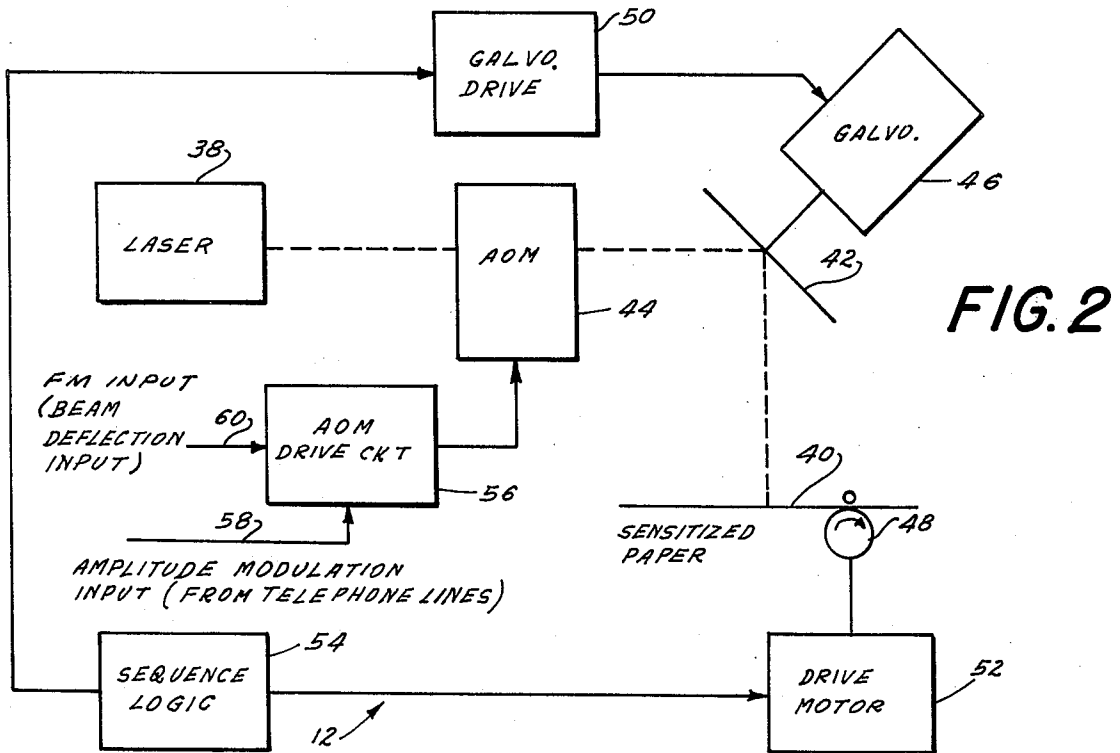 50
GALVO.
DRIVE
GALVO.
46
38
LASER
AOM
44
42
FIG. 2
FM INPUT
(BEAM
DEFLECTION
INPUT)
60
AOM
DRIVE CKT
56
58
AMPLITUDE MODULATION
INPUT (FROM TELEPHONE LINES)
40
48
SENSITIZED
PAPER
54
SEQUENCE
LOGIC
12
DRIVE
MOTOR
52